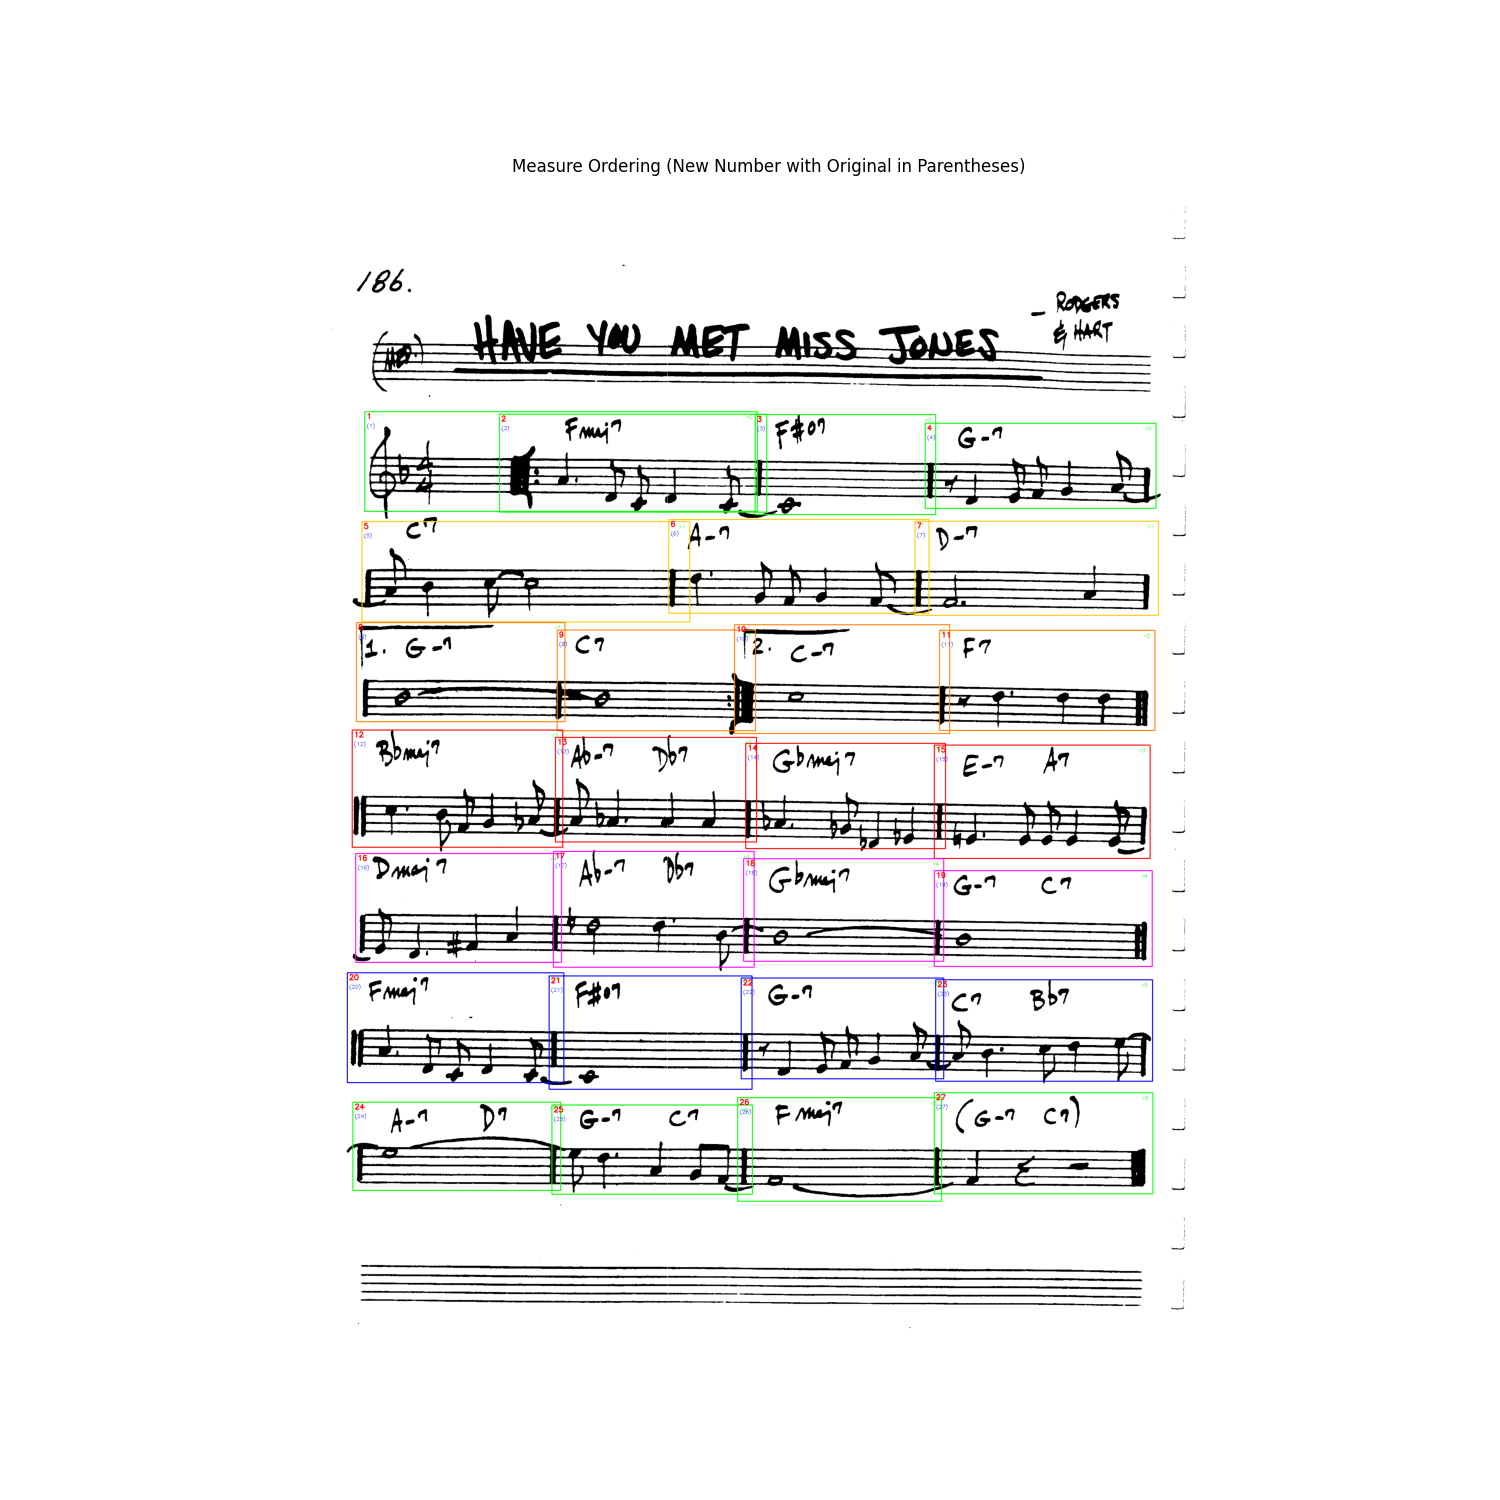 Measure Ordering (New Number with Original in Parentheses)
186.
— RODGERS
& HART
(MED.) HAVE YOU MET MISS JONES
1 2 3 4
(1) (2) (3) (4)
Fmaj7 F#o7 G-7
4
4
5 6 7
(5) (6) (7)
C7 A-7 D-7
8 9 10 11
(9) (11)
1. G-7 C7 2. C-7 F7
12 13 14 15
(12) (13) (14) (15)
Bbmaj7 Ab-7 Db7 Gbmaj7 E-7 A7
16 17 18 19
(16) (17) (18) (19)
Dmaj7 Ab-7 Db7 Gbmaj7 G-7 C7
20 21 22 23
(20) (21) (22) (23)
Fmaj7 F#o7 G-7 C7 Bb7
24 25 26 27
(24) (25) (26) (27)
A-7 D7 G-7 C7 Fmaj7 (G-7 C7)